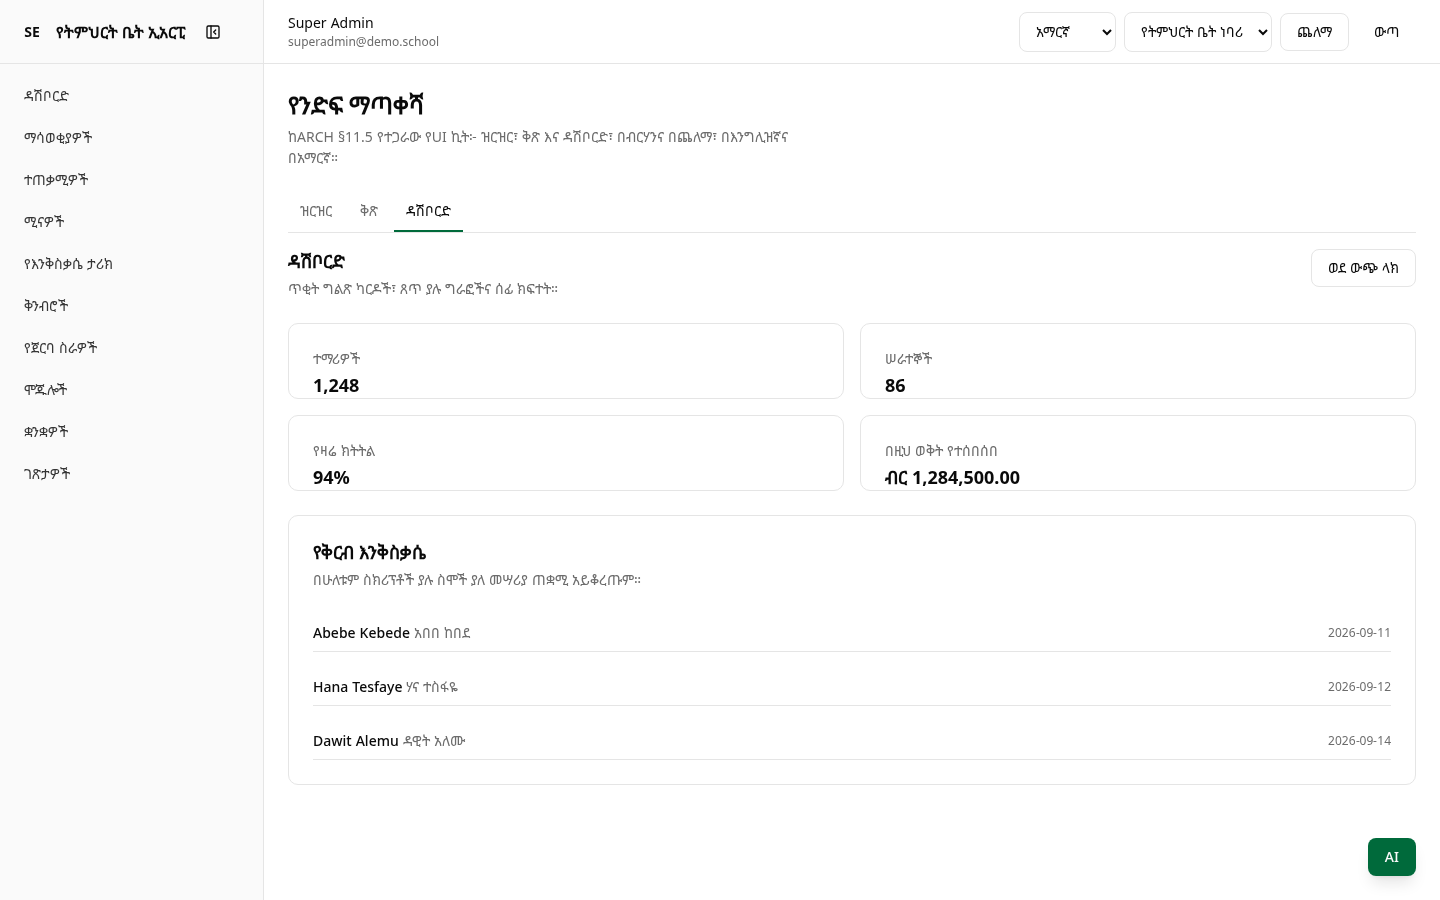 SE የትምህርት ቤት ኢአርፒ
Super Admin
superadmin@demo.school
አማርኛ
የትምህርት ቤት ነባሪ
ጨለማ
ውጣ
ዳሽቦርድ
ማሳወቂያዎች
ተጠቃሚዎች
ሚናዎች
የእንቅስቃሴ ታሪክ
ቅንብሮች
የጀርባ ስራዎች
ሞጁሎች
ቋንቋዎች
ገጽታዎች
የንድፍ ማጣቀሻ
ከARCH §11.5 የተጋራው የUI ኪት፦ ዝርዝር፣ ቅጽ እና ዳሽቦርድ፣ በብርሃንና በጨለማ፣ በእንግሊዝኛና
በአማርኛ።
ዝርዝር
ቅጽ
ዳሽቦርድ
ዳሽቦርድ
ጥቂት ግልጽ ካርዶች፣ ጸጥ ያሉ ግራፎችና ሰፊ ክፍተት።
ወደ ውጭ ላክ
ተማሪዎች
1,248
ሠራተኞች
86
የዛሬ ክትትል
94%
በዚህ ወቅት የተሰበሰበ
ብር 1,284,500.00
የቅርብ እንቅስቃሴ
በሁለቱም ስክሪፕቶች ያሉ ስሞች ያለ መሣሪያ ጠቋሚ አይቆረጡም።
Abebe Kebede አበበ ከበደ
2026-09-11
Hana Tesfaye ሃና ተስፋዬ
2026-09-12
Dawit Alemu ዳዊት አለሙ
2026-09-14
AI